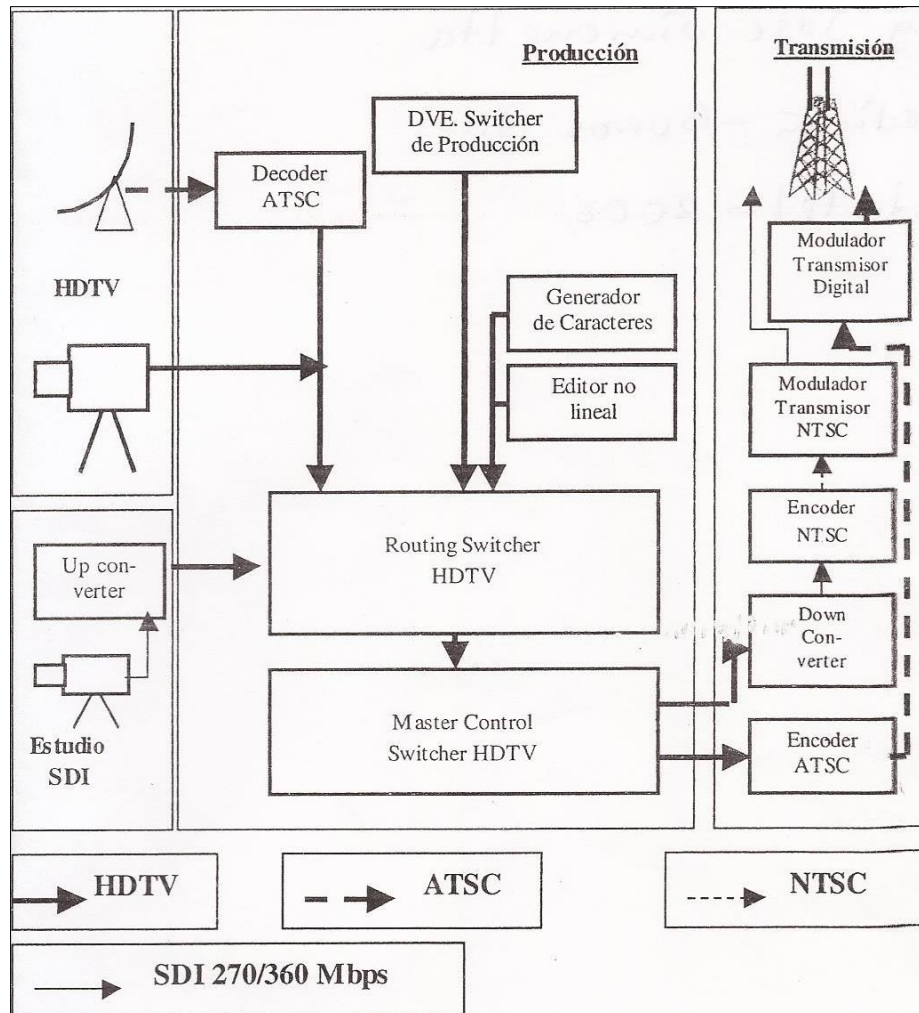 Producción
Transmisión
DVE. Switcher
de Producción
Decoder
ATSC
HDTV
Generador
de Caracteres
Editor no
lineal
Modulador
Transmisor
Digital
Modulador
Transmisor
NTSC
Encoder
NTSC
Down
Con-
verter
Encoder
ATSC
Routing Switcher
HDTV
Up con-
verter
Estudio
SDI
Master Control
Switcher HDTV
HDTV
ATSC
NTSC
SDI 270/360 Mbps